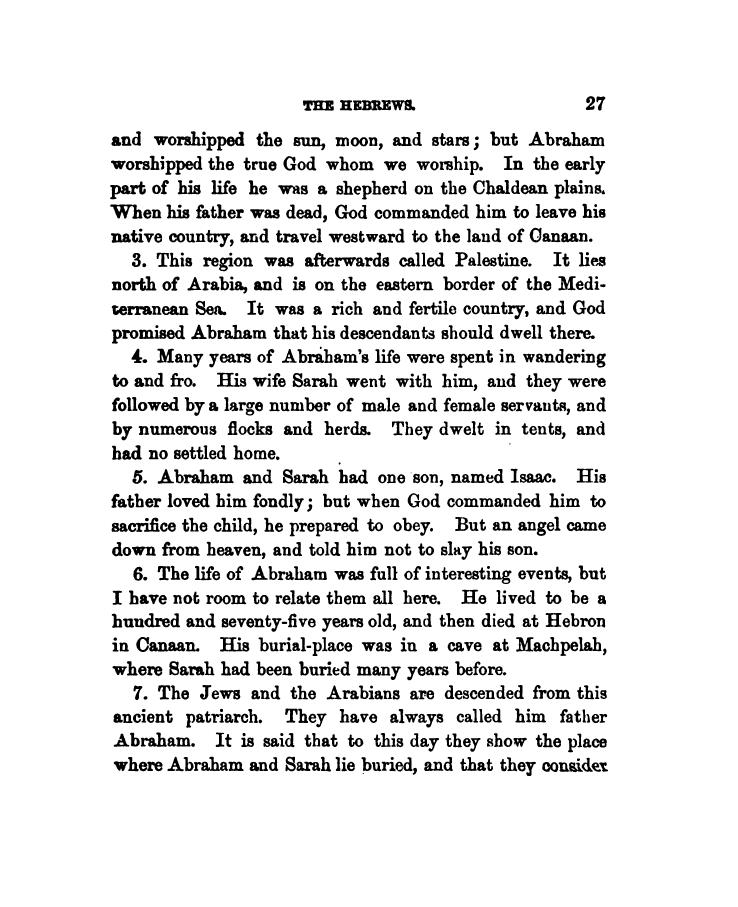 THE HEBREWS. 27
and worshipped the sun, moon, and stars; but Abraham
worshipped the true God whom we worship. In the early
part of his life he was a shepherd on the Chaldean plains.
When his father was dead, God commanded him to leave his
native country, and travel westward to the land of Canaan.
3. This region was afterwards called Palestine. It lies
north of Arabia, and is on the eastern border of the Medi-
terranean Sea. It was a rich and fertile country, and God
promised Abraham that his descendants should dwell there.
4. Many years of Abraham's life were spent in wandering
to and fro. His wife Sarah went with him, and they were
followed by a large number of male and female servants, and
by numerous flocks and herds. They dwelt in tents, and
had no settled home.
5. Abraham and Sarah had one son, named Isaac. His
father loved him fondly; but when God commanded him to
sacrifice the child, he prepared to obey. But an angel came
down from heaven, and told him not to slay his son.
6. The life of Abraham was full of interesting events, but
I have not room to relate them all here. He lived to be a
hundred and seventy-five years old, and then died at Hebron
in Canaan. His burial-place was in a cave at Machpelah,
where Sarah had been buried many years before.
7. The Jews and the Arabians are descended from this
ancient patriarch. They have always called him father
Abraham. It is said that to this day they show the place
where Abraham and Sarah lie buried, and that they consider